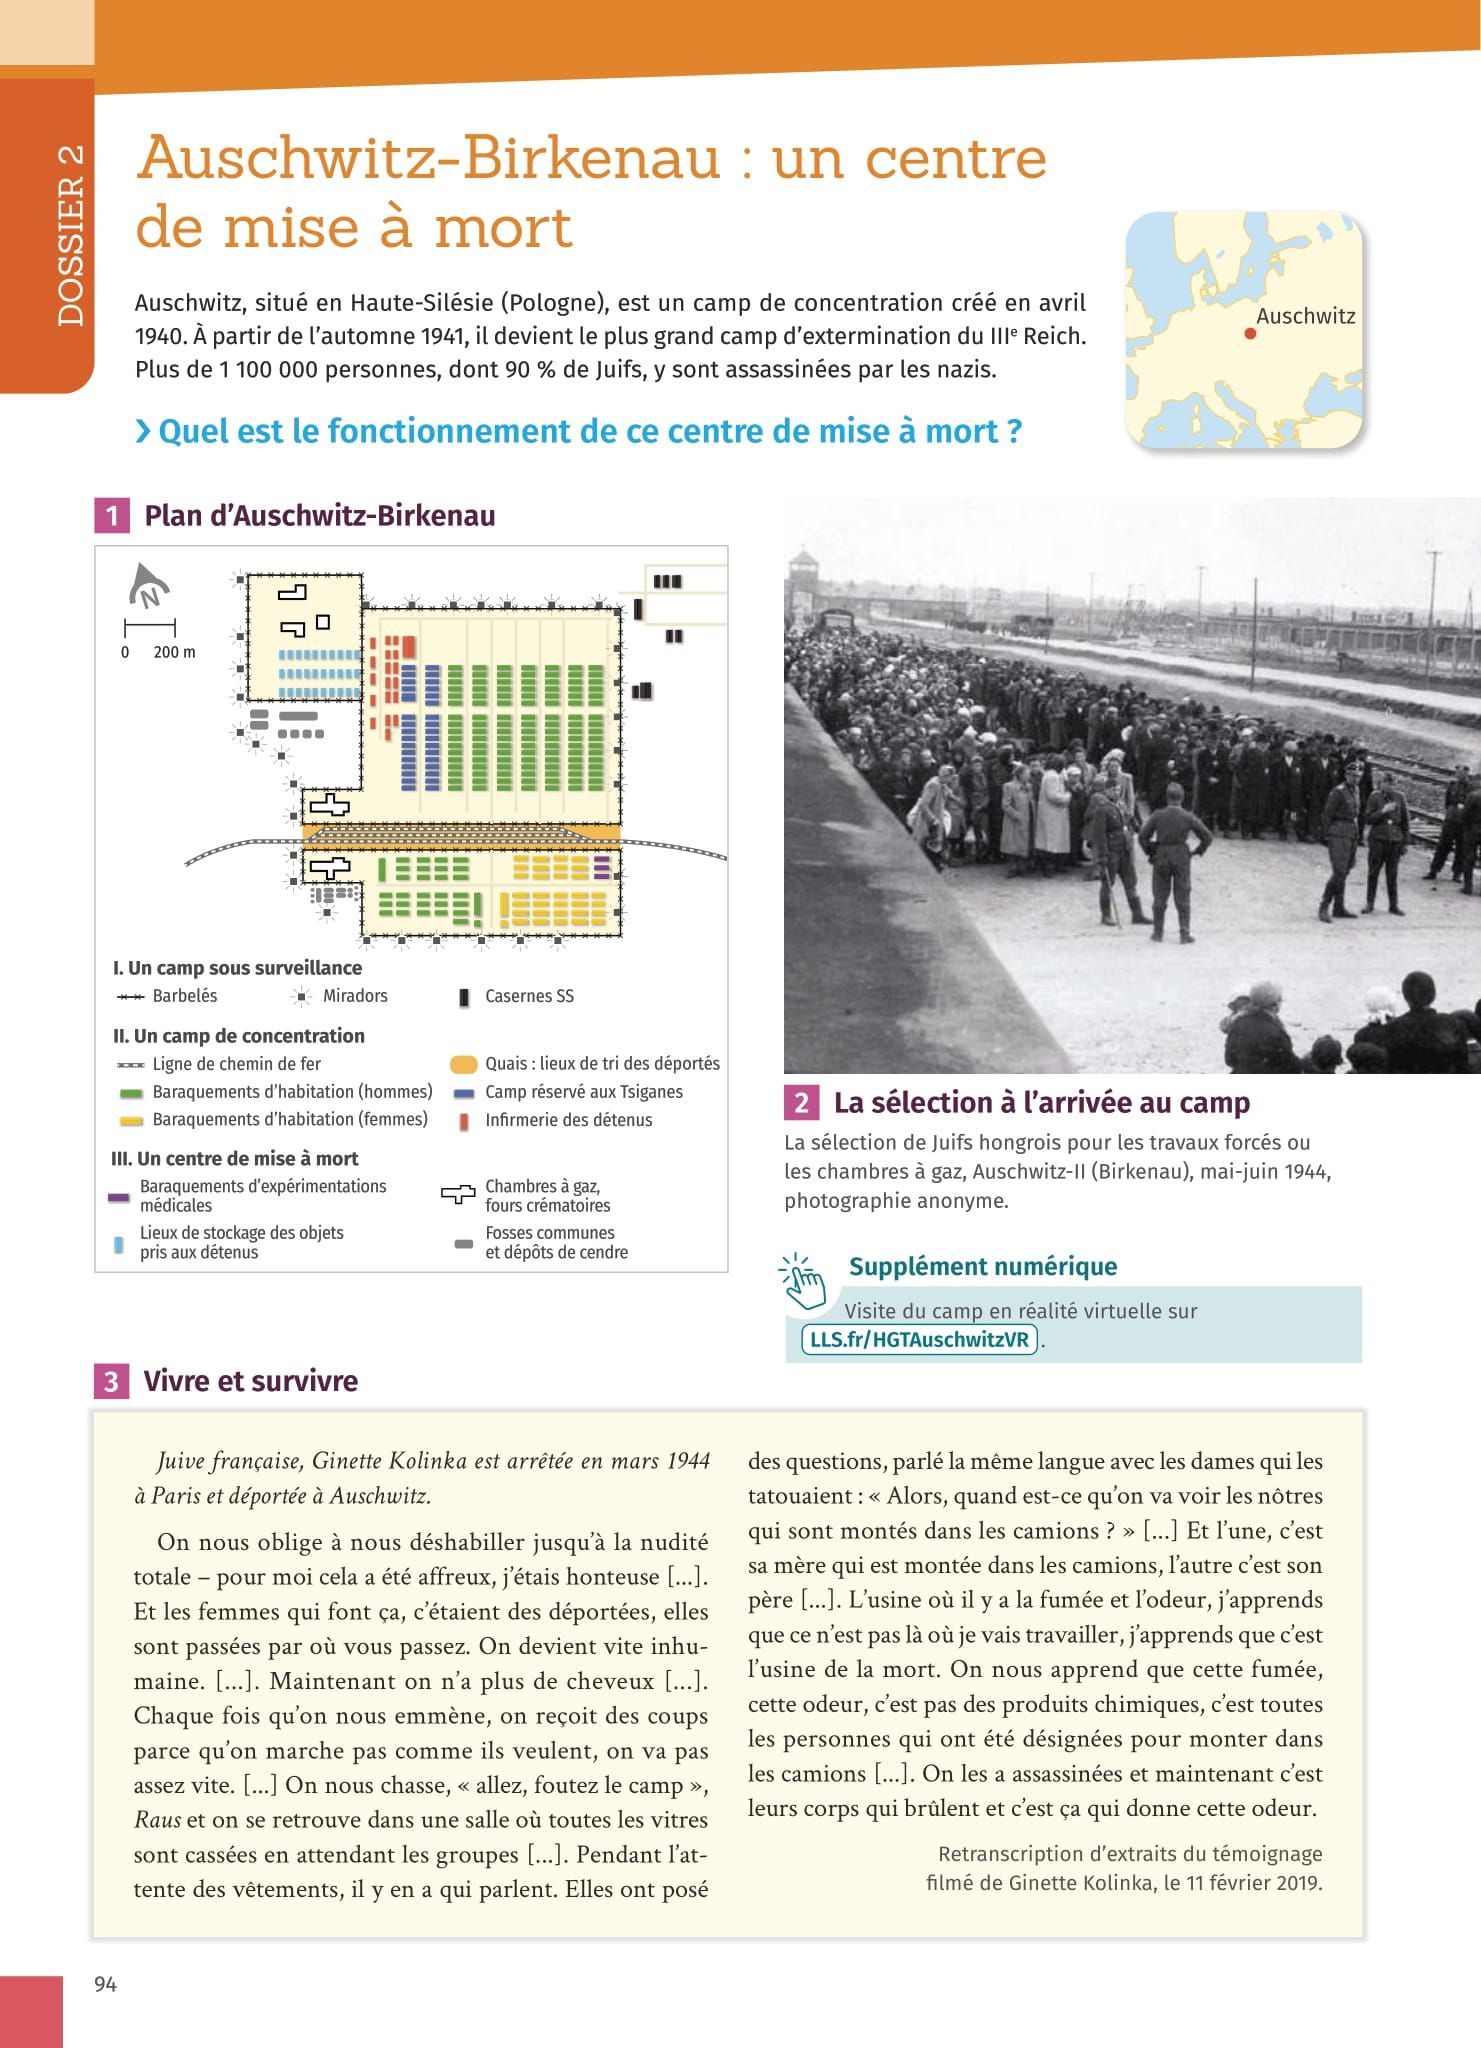 DOSSIER 2
Auschwitz-Birkenau : un centre
de mise à mort
Auschwitz, situé en Haute-Silésie (Pologne), est un camp de concentration créé en avril
1940. À partir de l'automne 1941, il devient le plus grand camp d'extermination du IIIe Reich.
Plus de 1 100 000 personnes, dont 90 % de Juifs, y sont assassinées par les nazis.
Auschwitz
› Quel est le fonctionnement de ce centre de mise à mort ?
1 Plan d'Auschwitz-Birkenau
N
0 200 m
I. Un camp sous surveillance
Barbelés
Miradors
Casernes SS
II. Un camp de concentration
Ligne de chemin de fer
Quais : lieux de tri des déportés
Baraquements d'habitation (hommes)
Camp réservé aux Tsiganes
Baraquements d'habitation (femmes)
Infirmerie des détenus
III. Un centre de mise à mort
Baraquements d'expérimentations
médicales
Chambres à gaz,
fours crématoires
Lieux de stockage des objets
pris aux détenus
Fosses communes
et dépôts de cendre
2 La sélection à l'arrivée au camp
La sélection de Juifs hongrois pour les travaux forcés ou
les chambres à gaz, Auschwitz-II (Birkenau), mai-juin 1944,
photographie anonyme.
Supplément numérique
Visite du camp en réalité virtuelle sur
LLS.fr/HGTAuschwitzVR .
3 Vivre et survivre
Juive française, Ginette Kolinka est arrêtée en mars 1944
à Paris et déportée à Auschwitz.
On nous oblige à nous déshabiller jusqu'à la nudité
totale – pour moi cela a été affreux, j'étais honteuse [...].
Et les femmes qui font ça, c'étaient des déportées, elles
sont passées par où vous passez. On devient vite inhu-
maine. [...]. Maintenant on n'a plus de cheveux [...].
Chaque fois qu'on nous emmène, on reçoit des coups
parce qu'on marche pas comme ils veulent, on va pas
assez vite. [...] On nous chasse, « allez, foutez le camp »,
Raus et on se retrouve dans une salle où toutes les vitres
sont cassées en attendant les groupes [...]. Pendant l'at-
tente des vêtements, il y en a qui parlent. Elles ont posé
des questions, parlé la même langue avec les dames qui les
tatouaient : « Alors, quand est-ce qu'on va voir les nôtres
qui sont montés dans les camions ? » [...] Et l'une, c'est
sa mère qui est montée dans les camions, l'autre c'est son
père [...]. L'usine où il y a la fumée et l'odeur, j'apprends
que ce n'est pas là où je vais travailler, j'apprends que c'est
l'usine de la mort. On nous apprend que cette fumée,
cette odeur, c'est pas des produits chimiques, c'est toutes
les personnes qui ont été désignées pour monter dans
les camions [...]. On les a assassinées et maintenant c'est
leurs corps qui brûlent et c'est ça qui donne cette odeur.
Retranscription d'extraits du témoignage
filmé de Ginette Kolinka, le 11 février 2019.
94